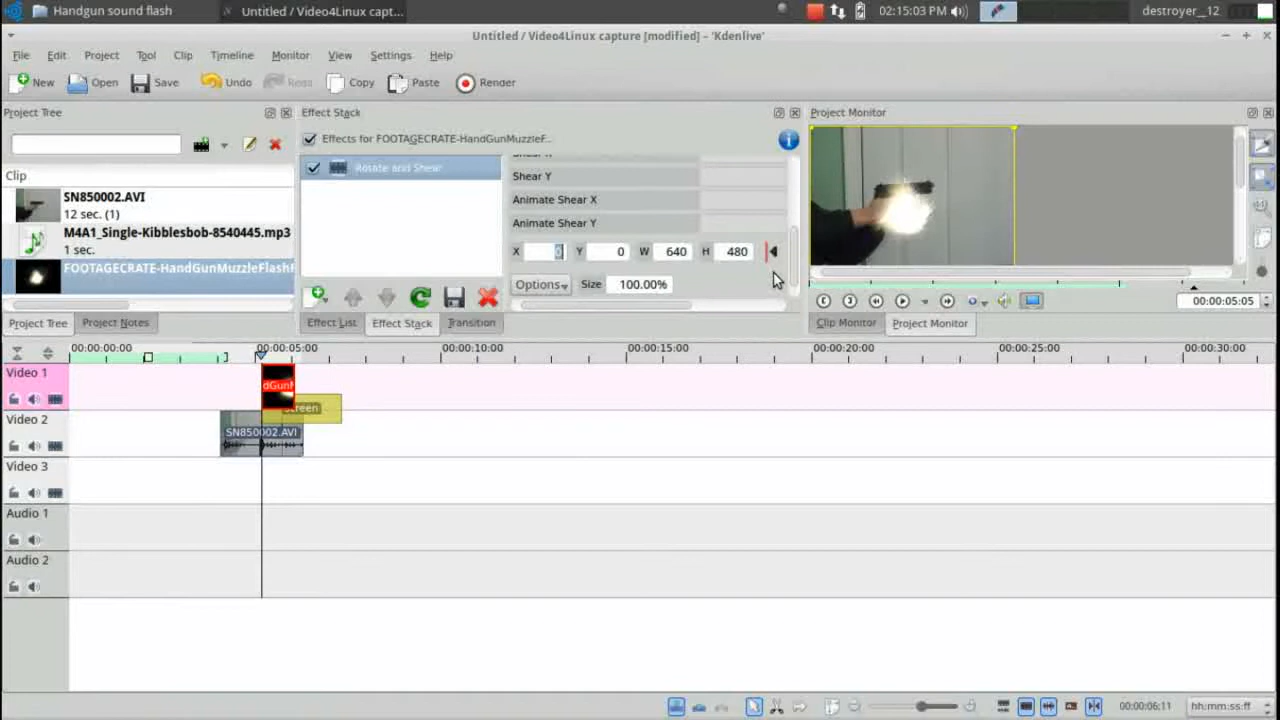 Handgun sound flash
Untitled / Video4Linux capt...
02:15:03 PM
destroyer_12
Untitled / Video4Linux capture [modified] – 'Kdenlive'
File Edit Project Tool Clip Timeline Monitor View Settings Help
New Open Save Undo Redo Copy Paste Render
Project Tree
Effect Stack
Project Monitor
Effects for FOOTAGECRATE-HandGunMuzzleF...
Clip
Rotate and Shear
SN850002.AVI
12 sec. (1)
M4A1_Single-Kibblesbob-8540445.mp3
1 sec.
FOOTAGECRATE-HandGunMuzzleFlash
Shear Y
Animate Shear X
Animate Shear Y
X 0 Y 0 W 640 H 480
Options Size 100.00%
00:00:05:05
Project Tree Project Notes Effect List Effect Stack Transition Clip Monitor Project Monitor
00:00:00:00 00:00:05:00 00:00:10:00 00:00:15:00 00:00:20:00 00:00:25:00 00:00:30:00
Video 1
dGun
Screen
Video 2
SN850002.AVI
Video 3
Audio 1
Audio 2
00:00:06:11 hh:mm:ss:ff